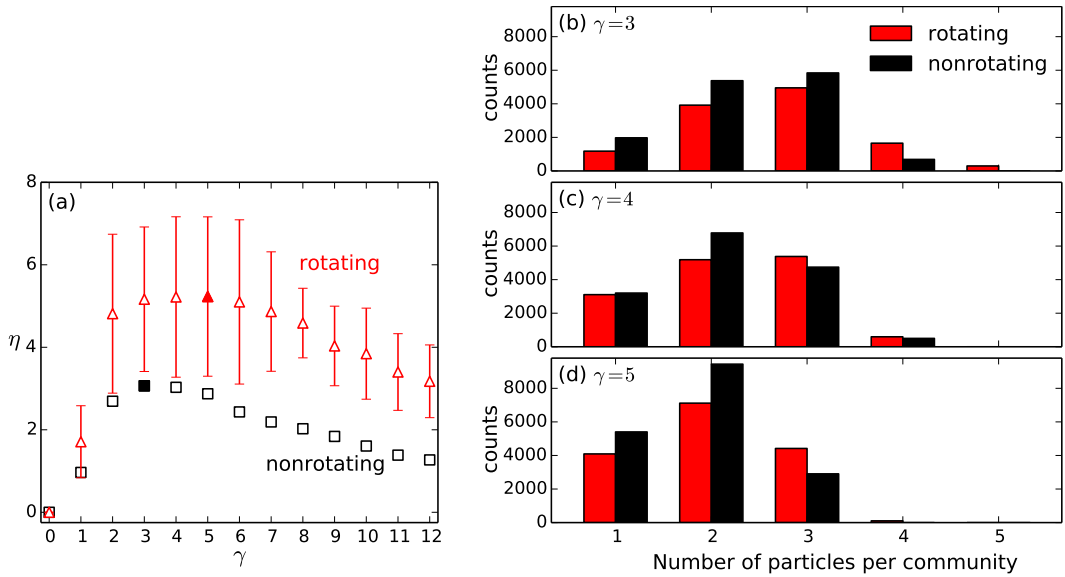 (a)
8
6
4
2
0
η
rotating
nonrotating
0 1 2 3 4 5 6 7 8 9 10 11 12
γ
(b) γ=3
rotating
nonrotating
8000
6000
4000
2000
0
counts
(c) γ=4
8000
6000
4000
2000
0
counts
(d) γ=5
8000
6000
4000
2000
0
counts
1 2 3 4 5
Number of particles per community